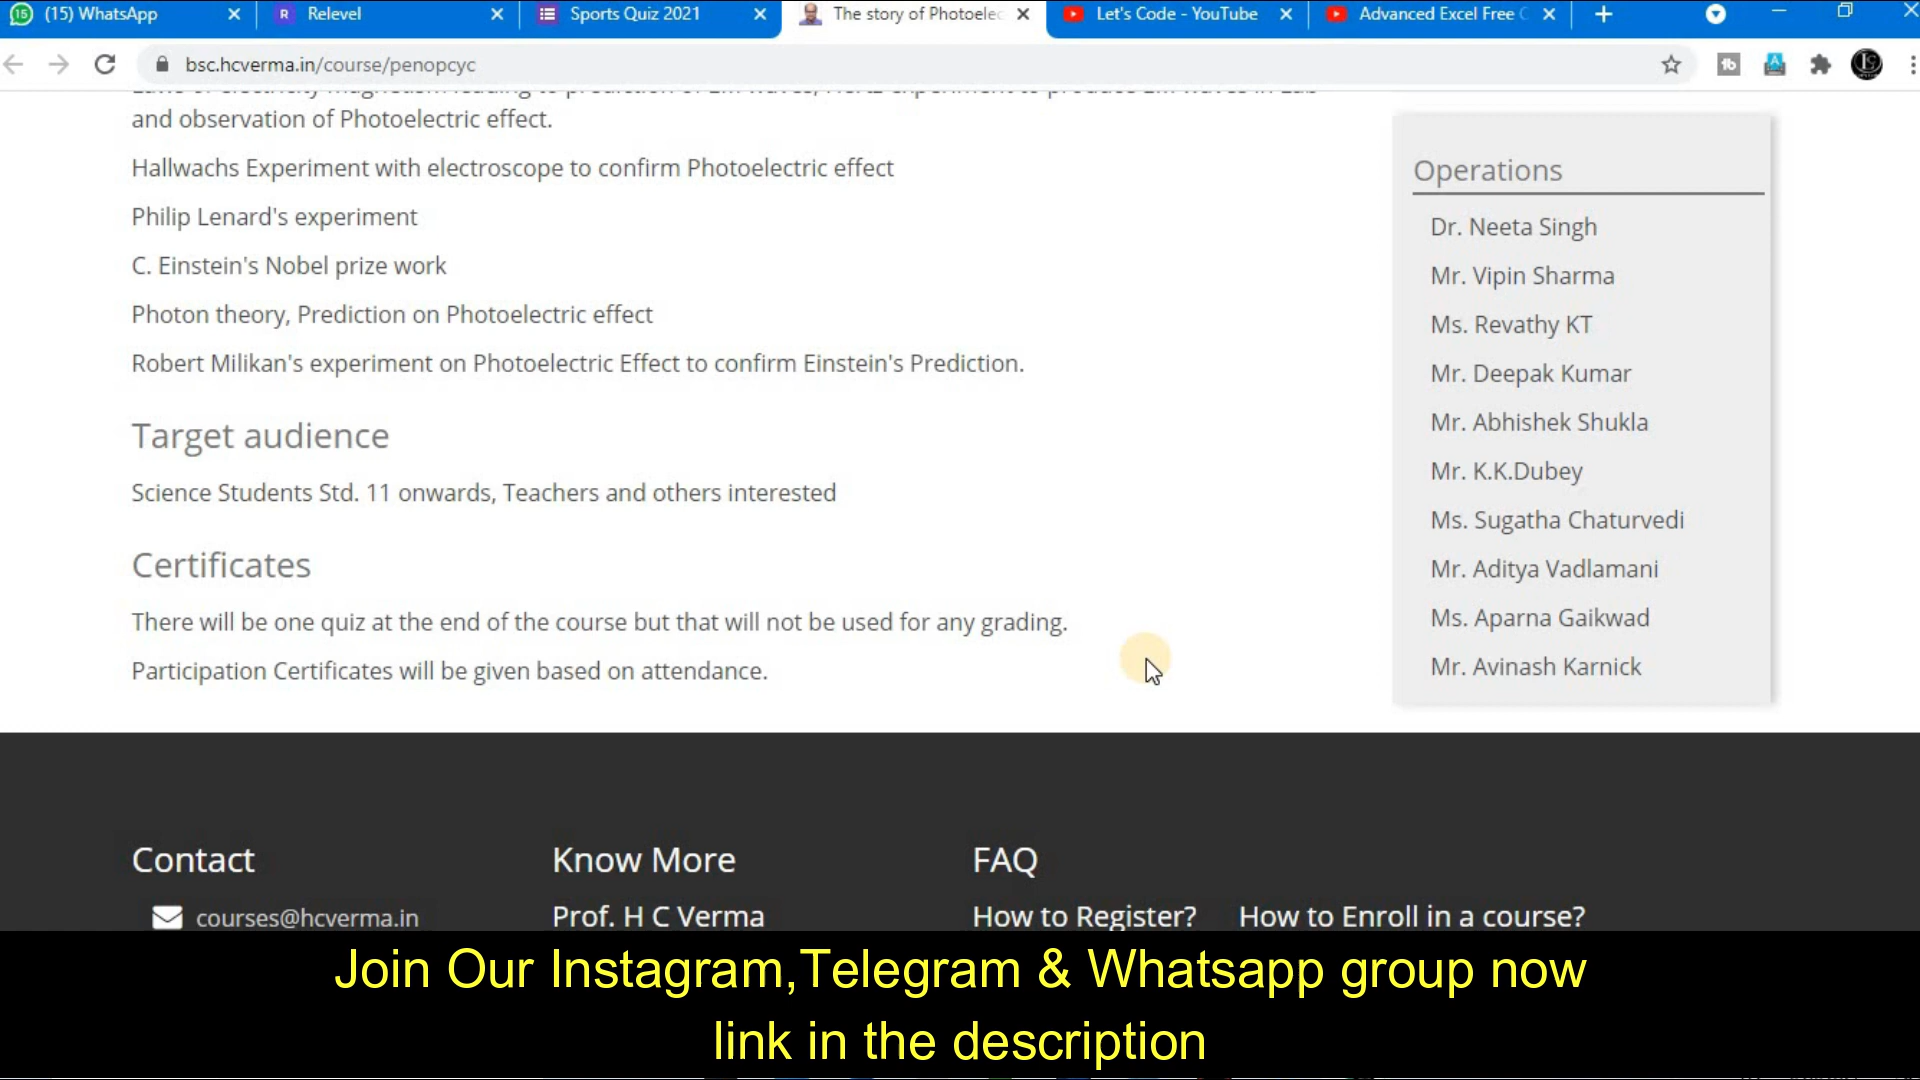 15 (15) WhatsApp
R Relevel
Sports Quiz 2021
The story of Photoelec
Let's Code - YouTube
Advanced Excel Free C
bsc.hcverma.in/course/penopcyc
and observation of Photoelectric effect.
Hallwachs Experiment with electroscope to confirm Photoelectric effect
Philip Lenard's experiment
C. Einstein's Nobel prize work
Photon theory, Prediction on Photoelectric effect
Robert Milikan's experiment on Photoelectric Effect to confirm Einstein's Prediction.
Target audience
Science Students Std. 11 onwards, Teachers and others interested
Certificates
There will be one quiz at the end of the course but that will not be used for any grading.
Participation Certificates will be given based on attendance.
Operations
Dr. Neeta Singh
Mr. Vipin Sharma
Ms. Revathy KT
Mr. Deepak Kumar
Mr. Abhishek Shukla
Mr. K.K.Dubey
Ms. Sugatha Chaturvedi
Mr. Aditya Vadlamani
Ms. Aparna Gaikwad
Mr. Avinash Karnick
Contact
courses@hcverma.in
Know More
Prof. H C Verma
FAQ
How to Register?
How to Enroll in a course?
Join Our Instagram,Telegram & Whatsapp group now
link in the description